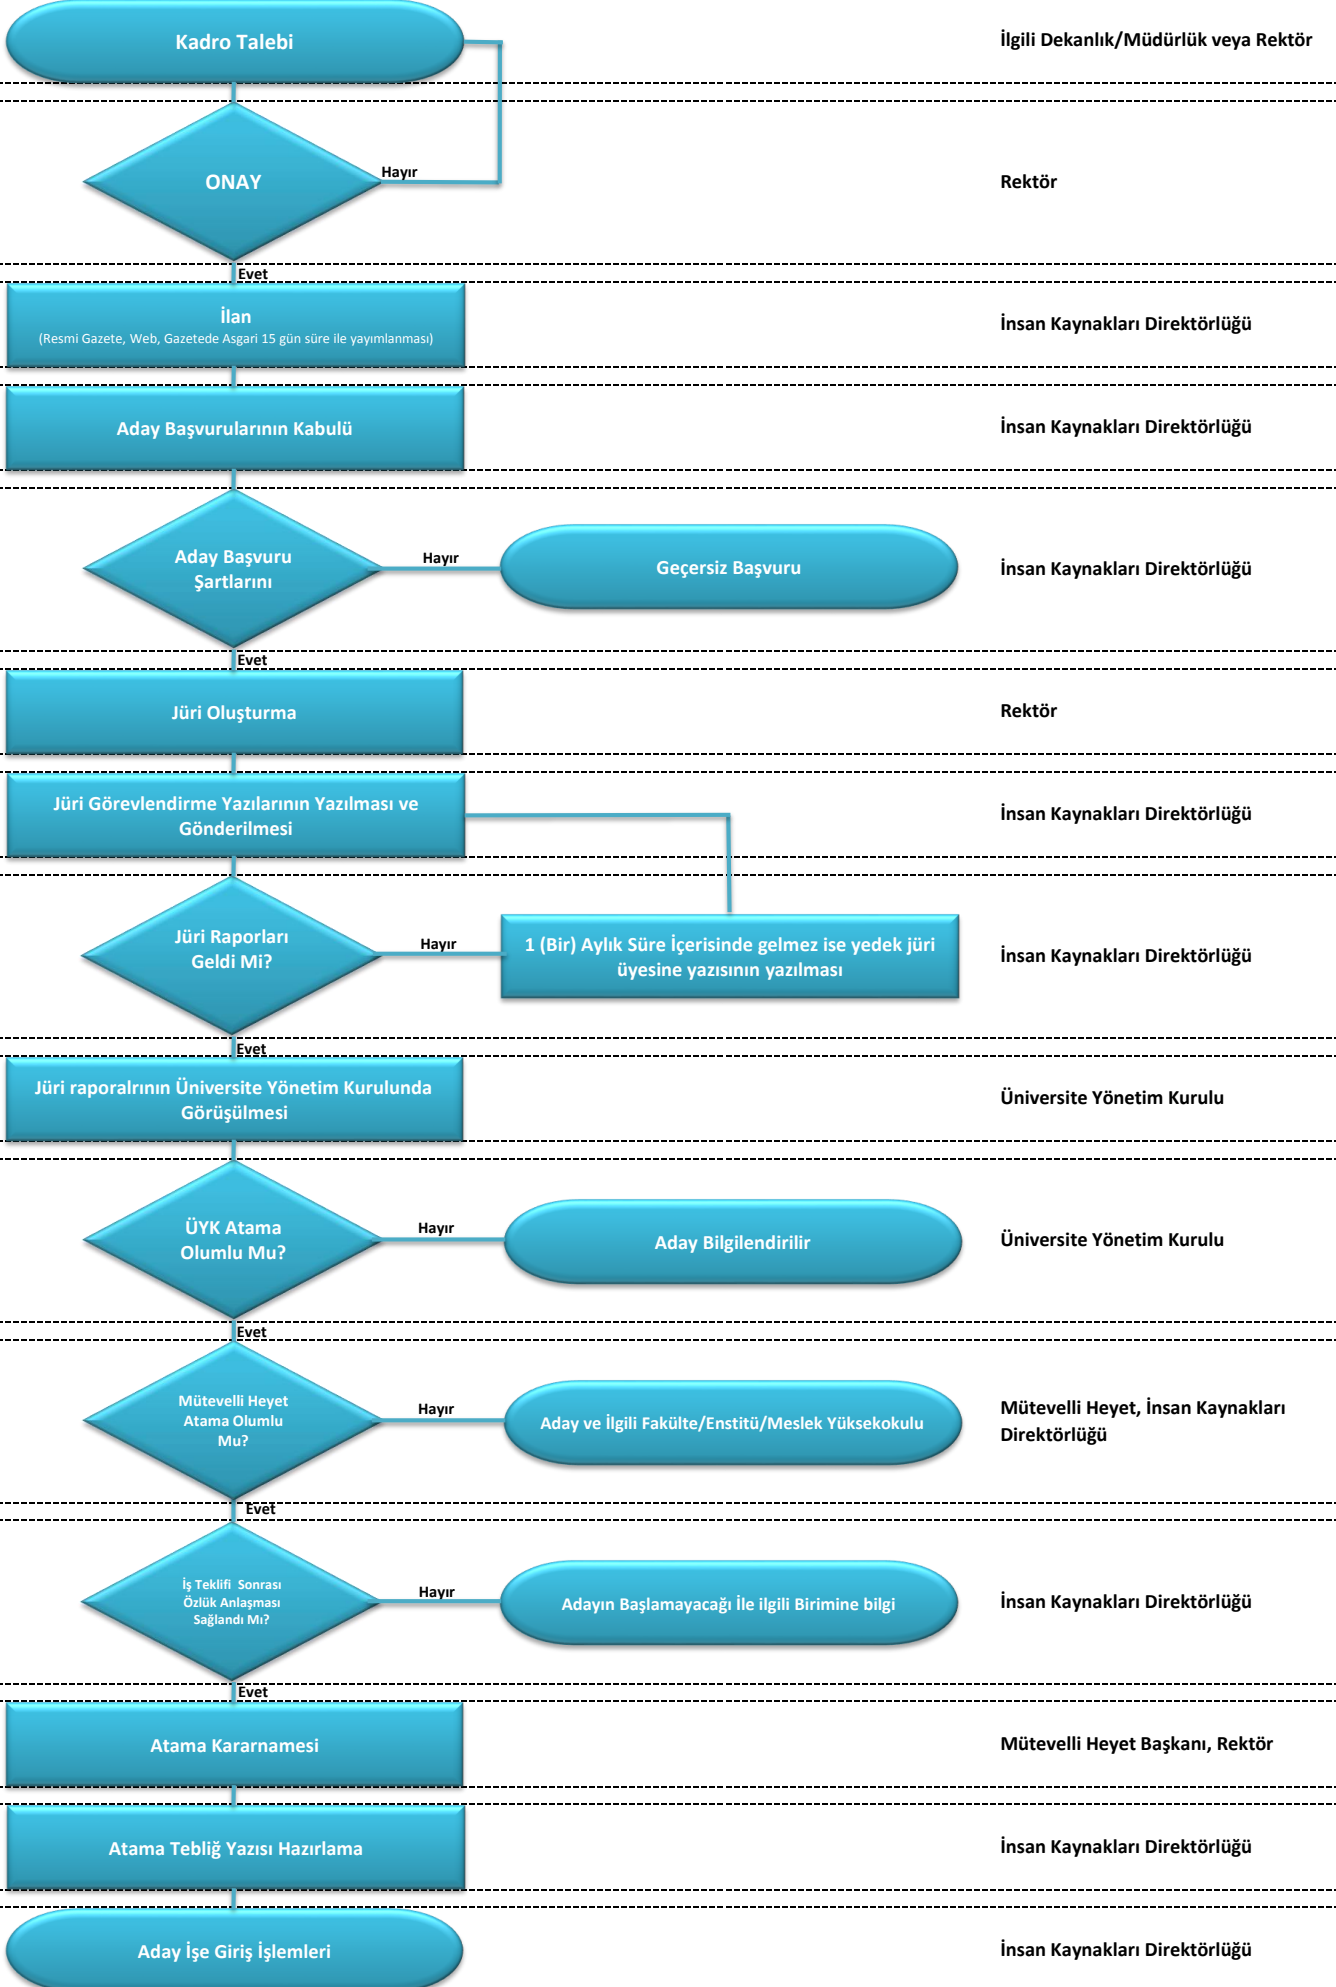 Kadro Talebi
İlgili Dekanlık/Müdürlük veya Rektör
ONAY
Hayır
Rektör
Evet
İlan
(Resmi Gazete, Web, Gazetede Asgari 15 gün süre ile yayımlanması)
İnsan Kaynakları Direktörlüğü
Aday Başvurularının Kabulü
İnsan Kaynakları Direktörlüğü
Aday Başvuru
Şartlarını
Hayır
Geçersiz Başvuru
İnsan Kaynakları Direktörlüğü
Evet
Jüri Oluşturma
Rektör
Jüri Görevlendirme Yazılarının Yazılması ve
Gönderilmesi
İnsan Kaynakları Direktörlüğü
Jüri Raporları
Geldi Mi?
Hayır
1 (Bir) Aylık Süre İçerisinde gelmez ise yedek jüri
üyesine yazısının yazılması
İnsan Kaynakları Direktörlüğü
Evet
Jüri raporalrının Üniversite Yönetim Kurulunda
Görüşülmesi
Üniversite Yönetim Kurulu
ÜYK Atama
Olumlu Mu?
Hayır
Aday Bilgilendirilir
Üniversite Yönetim Kurulu
Evet
Mütevelli Heyet
Atama Olumlu
Mu?
Hayır
Aday ve İlgili Fakülte/Enstitü/Meslek Yüksekokulu
Mütevelli Heyet, İnsan Kaynakları
Direktörlüğü
Evet
İş Teklifi Sonrası
Özlük Anlaşması
Sağlandı Mı?
Hayır
Adayın Başlamayacağı İle ilgili Birimine bilgi
İnsan Kaynakları Direktörlüğü
Evet
Atama Kararnamesi
Mütevelli Heyet Başkanı, Rektör
Atama Tebliğ Yazısı Hazırlama
İnsan Kaynakları Direktörlüğü
Aday İşe Giriş İşlemleri
İnsan Kaynakları Direktörlüğü